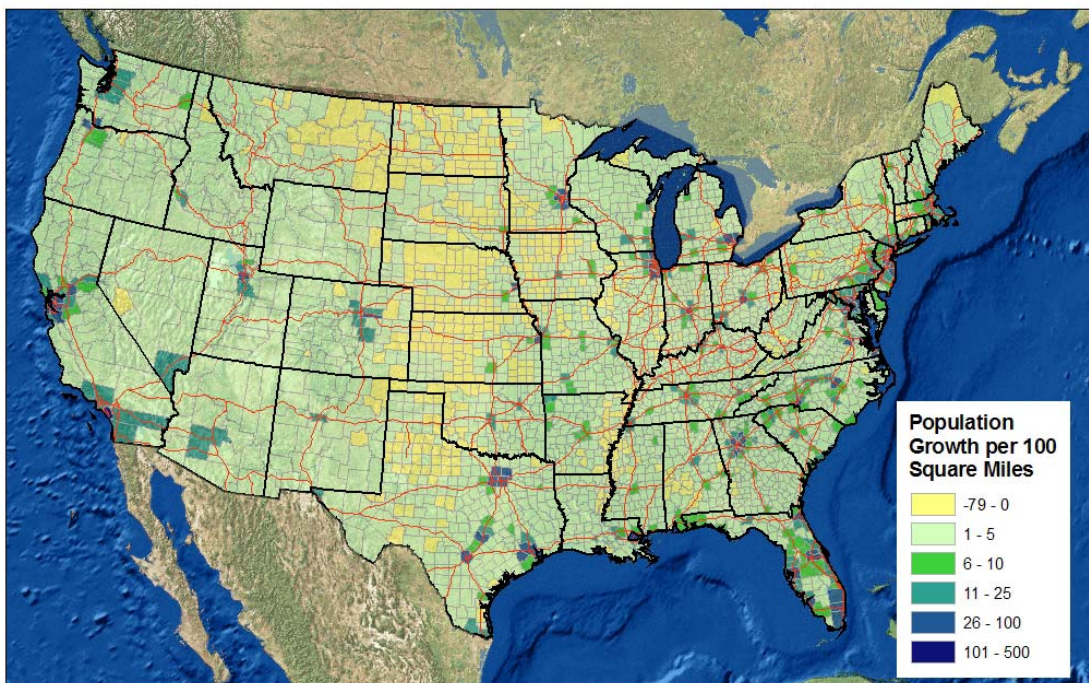 Population
Growth per 100
Square Miles
-79 - 0
1 - 5
6 - 10
11 - 25
26 - 100
101 - 500